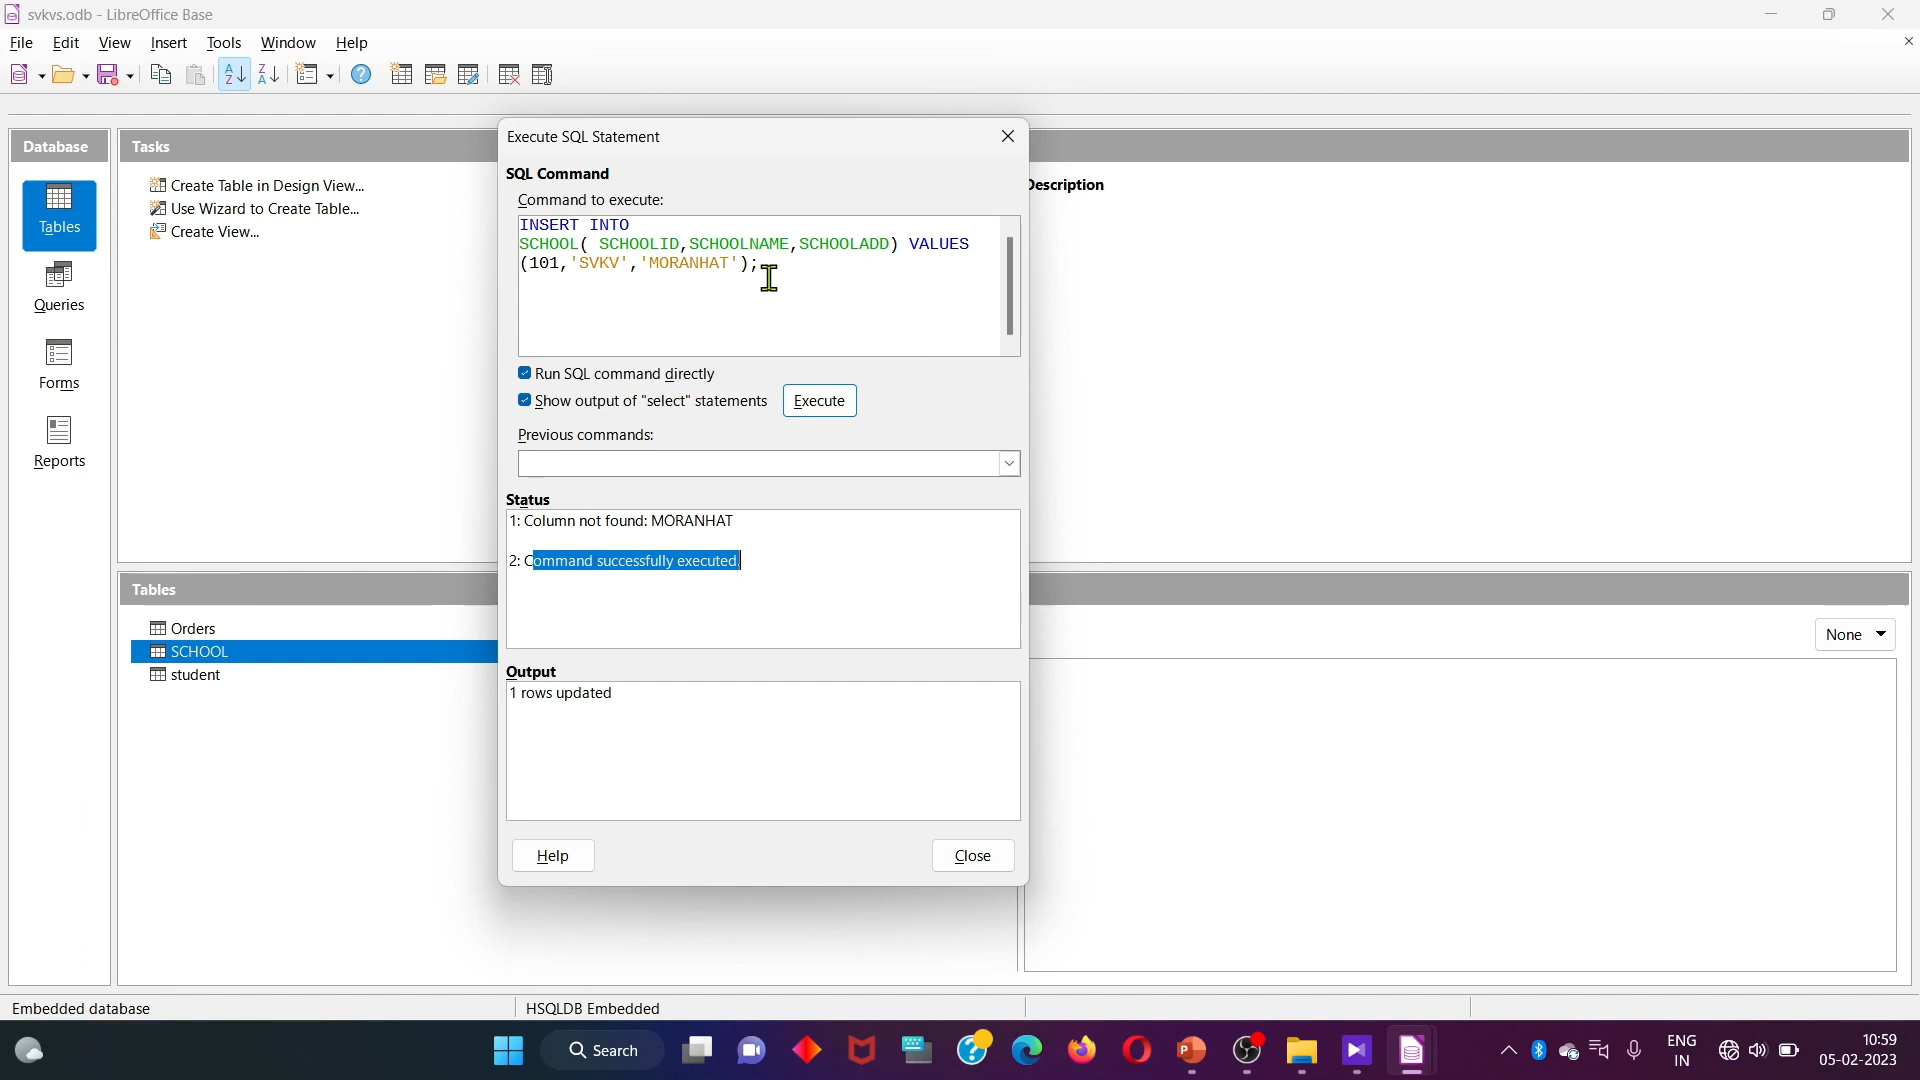 svkvs.odb - LibreOffice Base
File Edit View Insert Tools Window Help
Database
Tables
Queries
Forms
Reports
Tasks
Create Table in Design View...
Use Wizard to Create Table...
Create View...
Description
Execute SQL Statement
SQL Command
Command to execute:
INSERT INTO
SCHOOL( SCHOOLID,SCHOOLNAME,SCHOOLADD) VALUES
(101,'SVKV','MORANHAT');
Run SQL command directly
Show output of "select" statements Execute
Previous commands:
Status
1: Column not found: MORANHAT
2: Command successfully executed.
Output
1 rows updated
Help Close
Tables
Orders
SCHOOL
student
None
Embedded database HSQLDB Embedded
Search
ENG
IN
10:59
05-02-2023